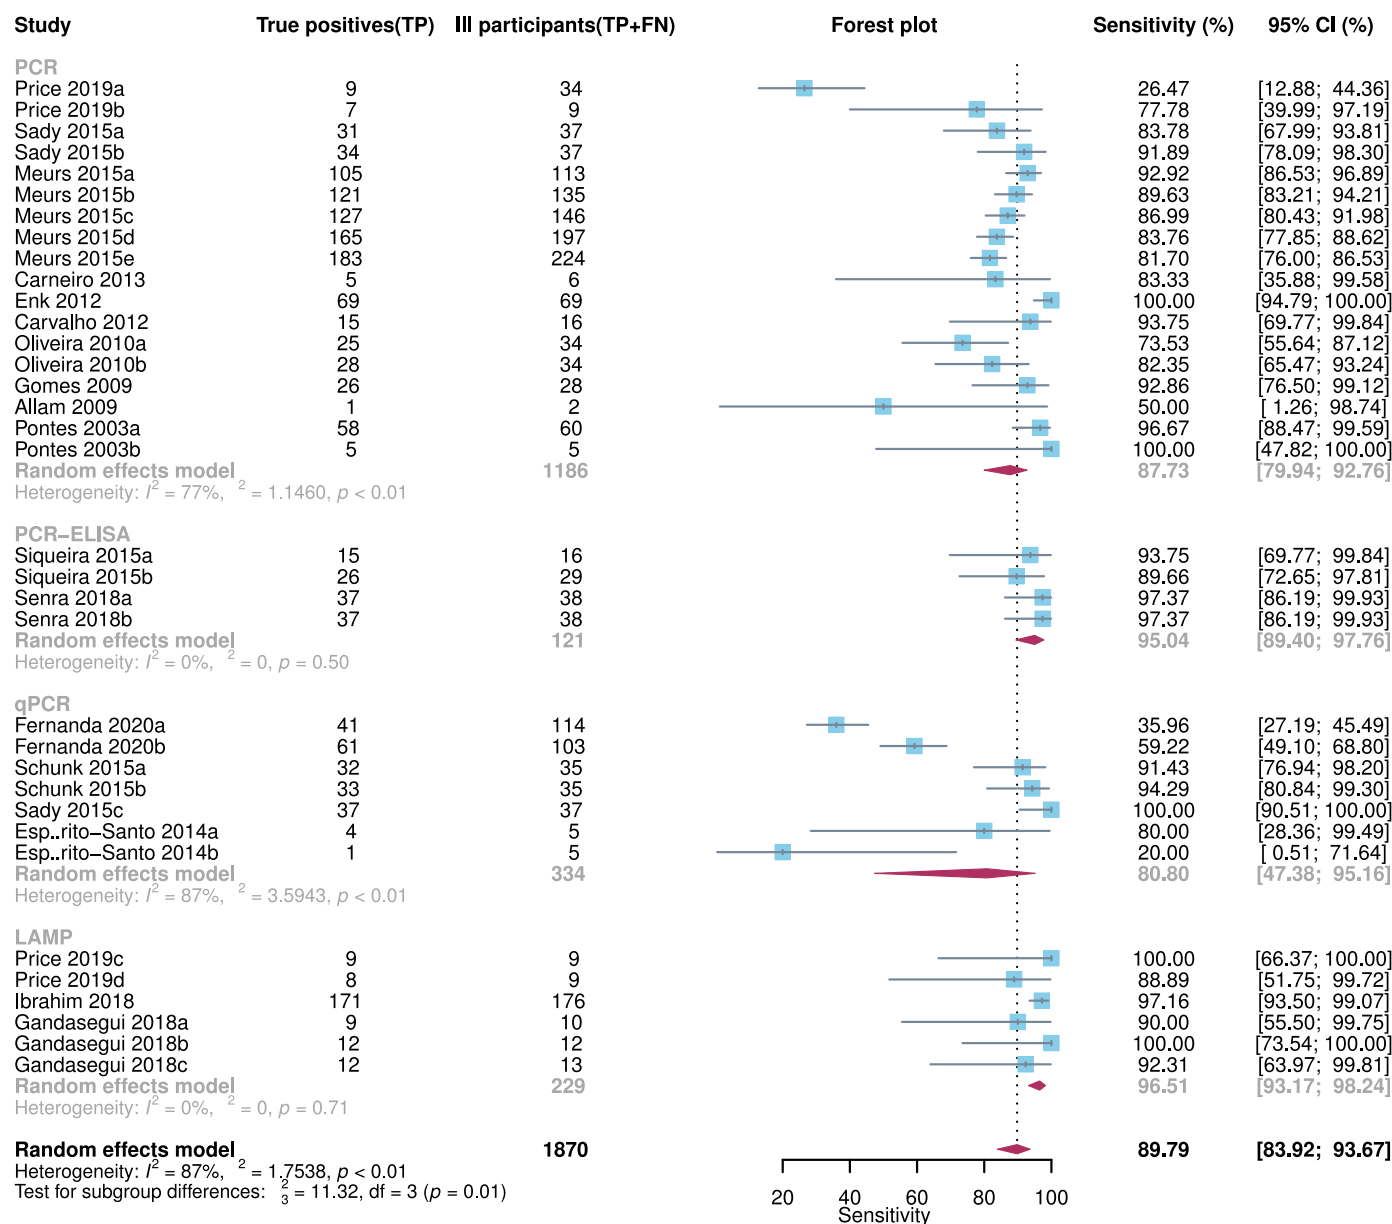 Study True positives(TP) Ill participants(TP+FN) Forest plot Sensitivity (%) 95% CI (%)
PCR
Price 2019a 9 34 26.47 [12.88; 44.36]
Price 2019b 7 9 77.78 [39.99; 97.19]
Sady 2015a 31 37 83.78 [67.99; 93.81]
Sady 2015b 34 37 91.89 [78.09; 98.30]
Meurs 2015a 105 113 92.92 [86.53; 96.89]
Meurs 2015b 121 135 89.63 [83.21; 94.21]
Meurs 2015c 127 146 86.99 [80.43; 91.98]
Meurs 2015d 165 197 83.76 [77.85; 88.62]
Meurs 2015e 183 224 81.70 [76.00; 86.53]
Carneiro 2013 5 6 83.33 [35.88; 99.58]
Enk 2012 69 69 100.00 [94.79; 100.00]
Carvalho 2012 15 16 93.75 [69.77; 99.84]
Oliveira 2010a 25 34 73.53 [55.64; 87.12]
Oliveira 2010b 28 34 82.35 [65.47; 93.24]
Gomes 2009 26 28 92.86 [76.50; 99.12]
Allam 2009 1 2 50.00 [ 1.26; 98.74]
Pontes 2003a 58 60 96.67 [88.47; 99.59]
Pontes 2003b 5 5 100.00 [47.82; 100.00]
Random effects model 1186 87.73 [79.94; 92.76]
Heterogeneity: I² = 77%, ² = 1.1460, p < 0.01
PCR−ELISA
Siqueira 2015a 15 16 93.75 [69.77; 99.84]
Siqueira 2015b 26 29 89.66 [72.65; 97.81]
Senra 2018a 37 38 97.37 [86.19; 99.93]
Senra 2018b 37 38 97.37 [86.19; 99.93]
Random effects model 121 95.04 [89.40; 97.76]
Heterogeneity: I² = 0%, ² = 0, p = 0.50
qPCR
Fernanda 2020a 41 114 35.96 [27.19; 45.49]
Fernanda 2020b 61 103 59.22 [49.10; 68.80]
Schunk 2015a 32 35 91.43 [76.94; 98.20]
Schunk 2015b 33 35 94.29 [80.84; 99.30]
Sady 2015c 37 37 100.00 [90.51; 100.00]
Esp..rito−Santo 2014a 4 5 80.00 [28.36; 99.49]
Esp..rito−Santo 2014b 1 5 20.00 [ 0.51; 71.64]
Random effects model 334 80.80 [47.38; 95.16]
Heterogeneity: I² = 87%, ² = 3.5943, p < 0.01
LAMP
Price 2019c 9 9 100.00 [66.37; 100.00]
Price 2019d 8 9 88.89 [51.75; 99.72]
Ibrahim 2018 171 176 97.16 [93.50; 99.07]
Gandasegui 2018a 9 10 90.00 [55.50; 99.75]
Gandasegui 2018b 12 12 100.00 [73.54; 100.00]
Gandasegui 2018c 12 13 92.31 [63.97; 99.81]
Random effects model 229 96.51 [93.17; 98.24]
Heterogeneity: I² = 0%, ² = 0, p = 0.71
Random effects model 1870 89.79 [83.92; 93.67]
Heterogeneity: I² = 87%, ² = 1.7538, p < 0.01
Test for subgroup differences: ²₃ = 11.32, df = 3 (p = 0.01)
20 40 60 80 100
Sensitivity